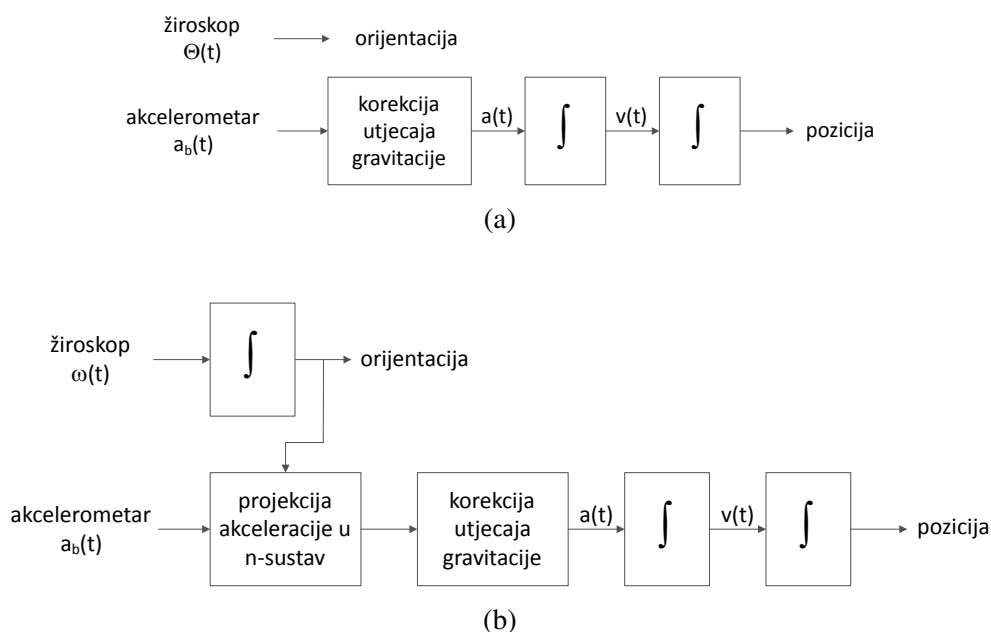 žiroskop
Θ(t)
orijentacija
akcelerometar
a_b(t)
korekcija
utjecaja
gravitacije
a(t)
∫
v(t)
∫
pozicija
(a)
žiroskop
ω(t)
∫
orijentacija
akcelerometar
a_b(t)
projekcija
akceleracije u
n-sustav
korekcija
utjecaja
gravitacije
a(t)
∫
v(t)
∫
pozicija
(b)